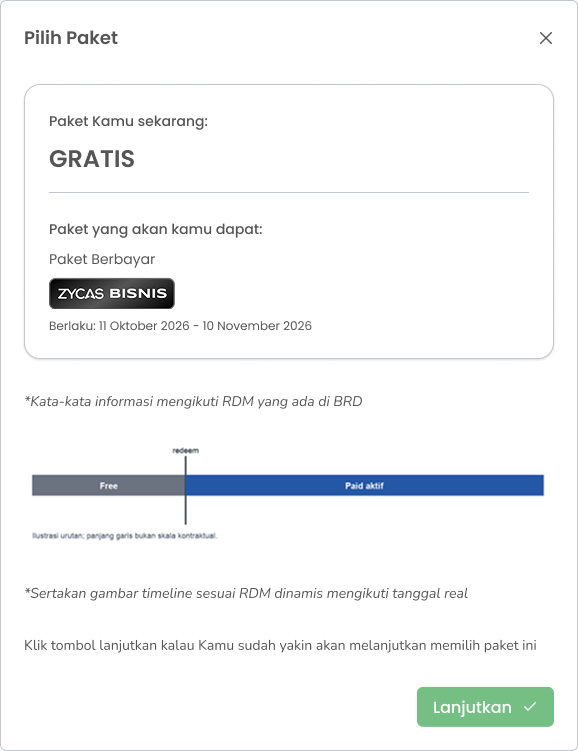 Pilih Paket
Paket Kamu sekarang:
GRATIS
Paket yang akan kamu dapat:
Paket Berbayar
ZYCAS BISNIS
Berlaku: 11 Oktober 2026 - 10 November 2026
*Kata-kata informasi mengikuti RDM yang ada di BRD
redeem
Free
Paid aktif
Ilustrasi urutan; panjang garis bukan skala kontraktual.
*Sertakan gambar timeline sesuai RDM dinamis mengikuti tanggal real
Klik tombol lanjutkan kalau Kamu sudah yakin akan melanjutkan memilih paket ini
Lanjutkan